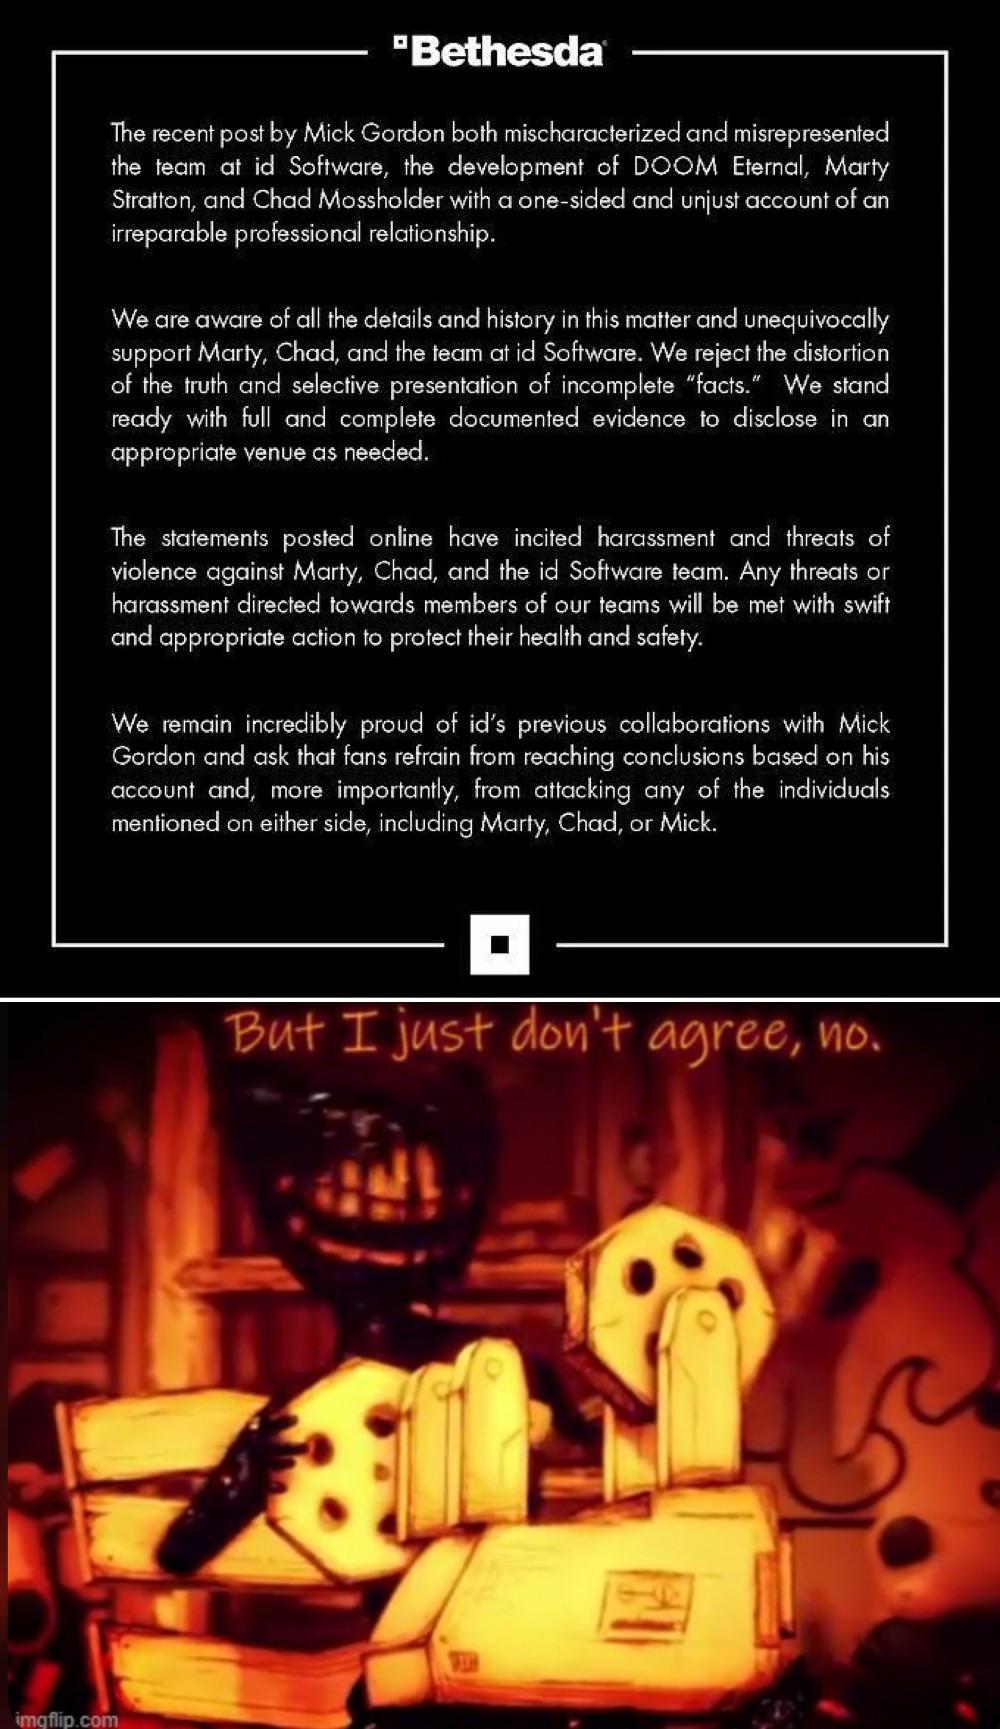 Bethesda
The recent post by Mick Gordon both mischaracterized and misrepresented
the team at id Software, the development of DOOM Eternal, Marty
Stratton, and Chad Mossholder with a one-sided and unjust account of an
irreparable professional relationship.
We are aware of all the details and history in this matter and unequivocally
support Marty, Chad, and the team at id Software. We reject the distortion
of the truth and selective presentation of incomplete “facts.” We stand
ready with full and complete documented evidence to disclose in an
appropriate venue as needed.
The statements posted online have incited harassment and threats of
violence against Marty, Chad, and the id Software team. Any threats or
harassment directed towards members of our teams will be met with swift
and appropriate action to protect their health and safety.
We remain incredibly proud of id’s previous collaborations with Mick
Gordon and ask that fans refrain from reaching conclusions based on his
account and, more importantly, from attacking any of the individuals
mentioned on either side, including Marty, Chad, or Mick.
But I just don't agree, no.
imgflip.com